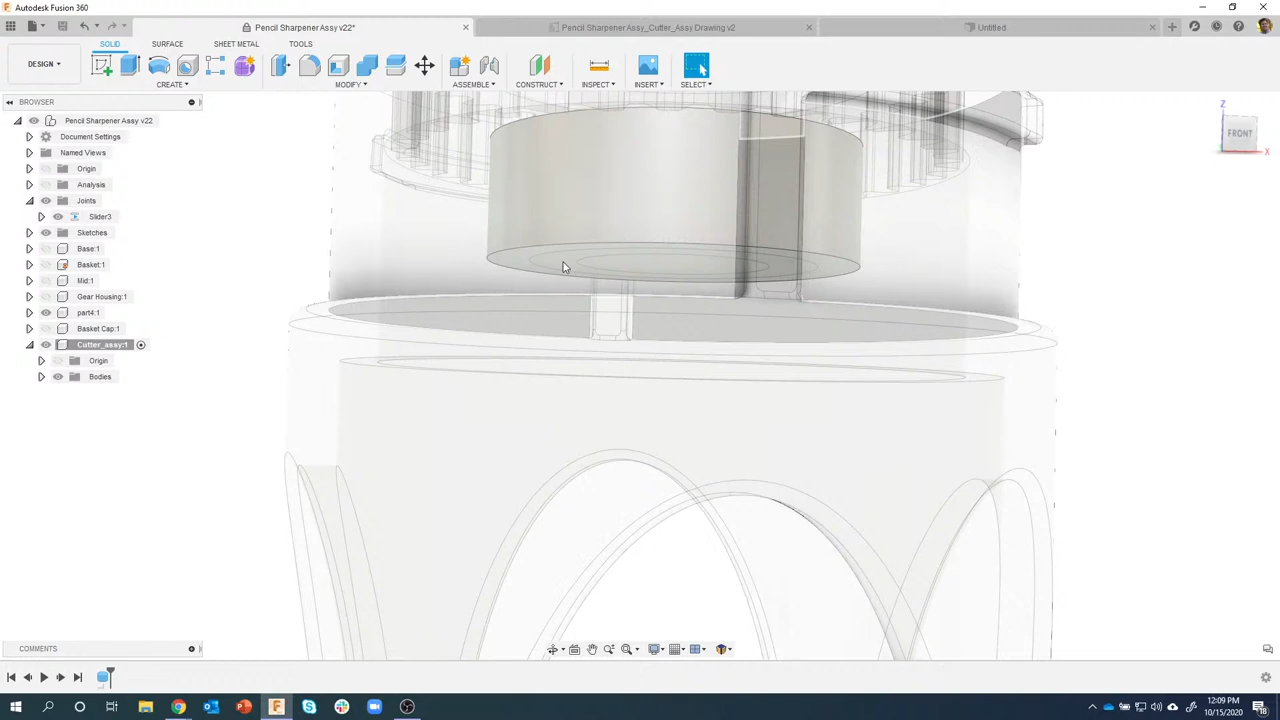 Autodesk Fusion 360
Pencil Sharpener Assy v22*
Pencil Sharpener Assy_Cutter_Assy Drawing v2
Untitled
SOLID
SURFACE
SHEET METAL
TOOLS
DESIGN
CREATE
MODIFY
ASSEMBLE
CONSTRUCT
INSPECT
INSERT
SELECT
BROWSER
Pencil Sharpener Assy v22
Document Settings
Named Views
Origin
Analysis
Joints
Slider3
Sketches
Base:1
Basket:1
Mid:1
Gear Housing:1
part4:1
Basket Cap:1
Cutter_assy:1
Origin
Bodies
Z
FRONT
X
COMMENTS
12:09 PM
10/15/2020
18